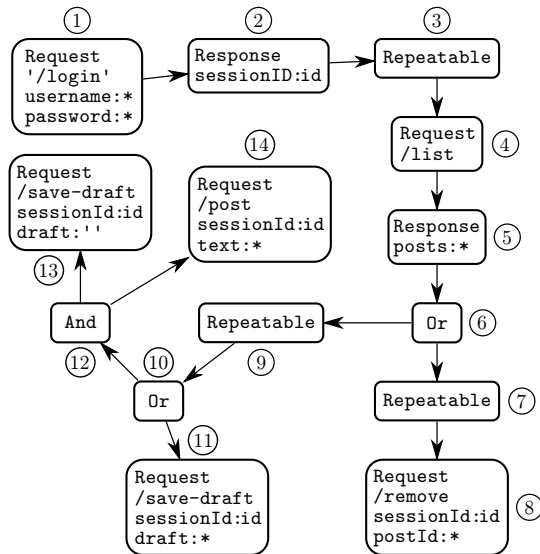 1
Request
'/login'
username:*
password:*
2
Response
sessionID:id
3
Repeatable
4
Request
/list
5
Response
posts:*
6
Or
7
Repeatable
8
Request
/remove
sessionId:id
postId:*
9
Repeatable
10
Or
11
Request
/save-draft
sessionId:id
draft:*
12
And
13
Request
/save-draft
sessionId:id
draft:''
14
Request
/post
sessionId:id
text:*